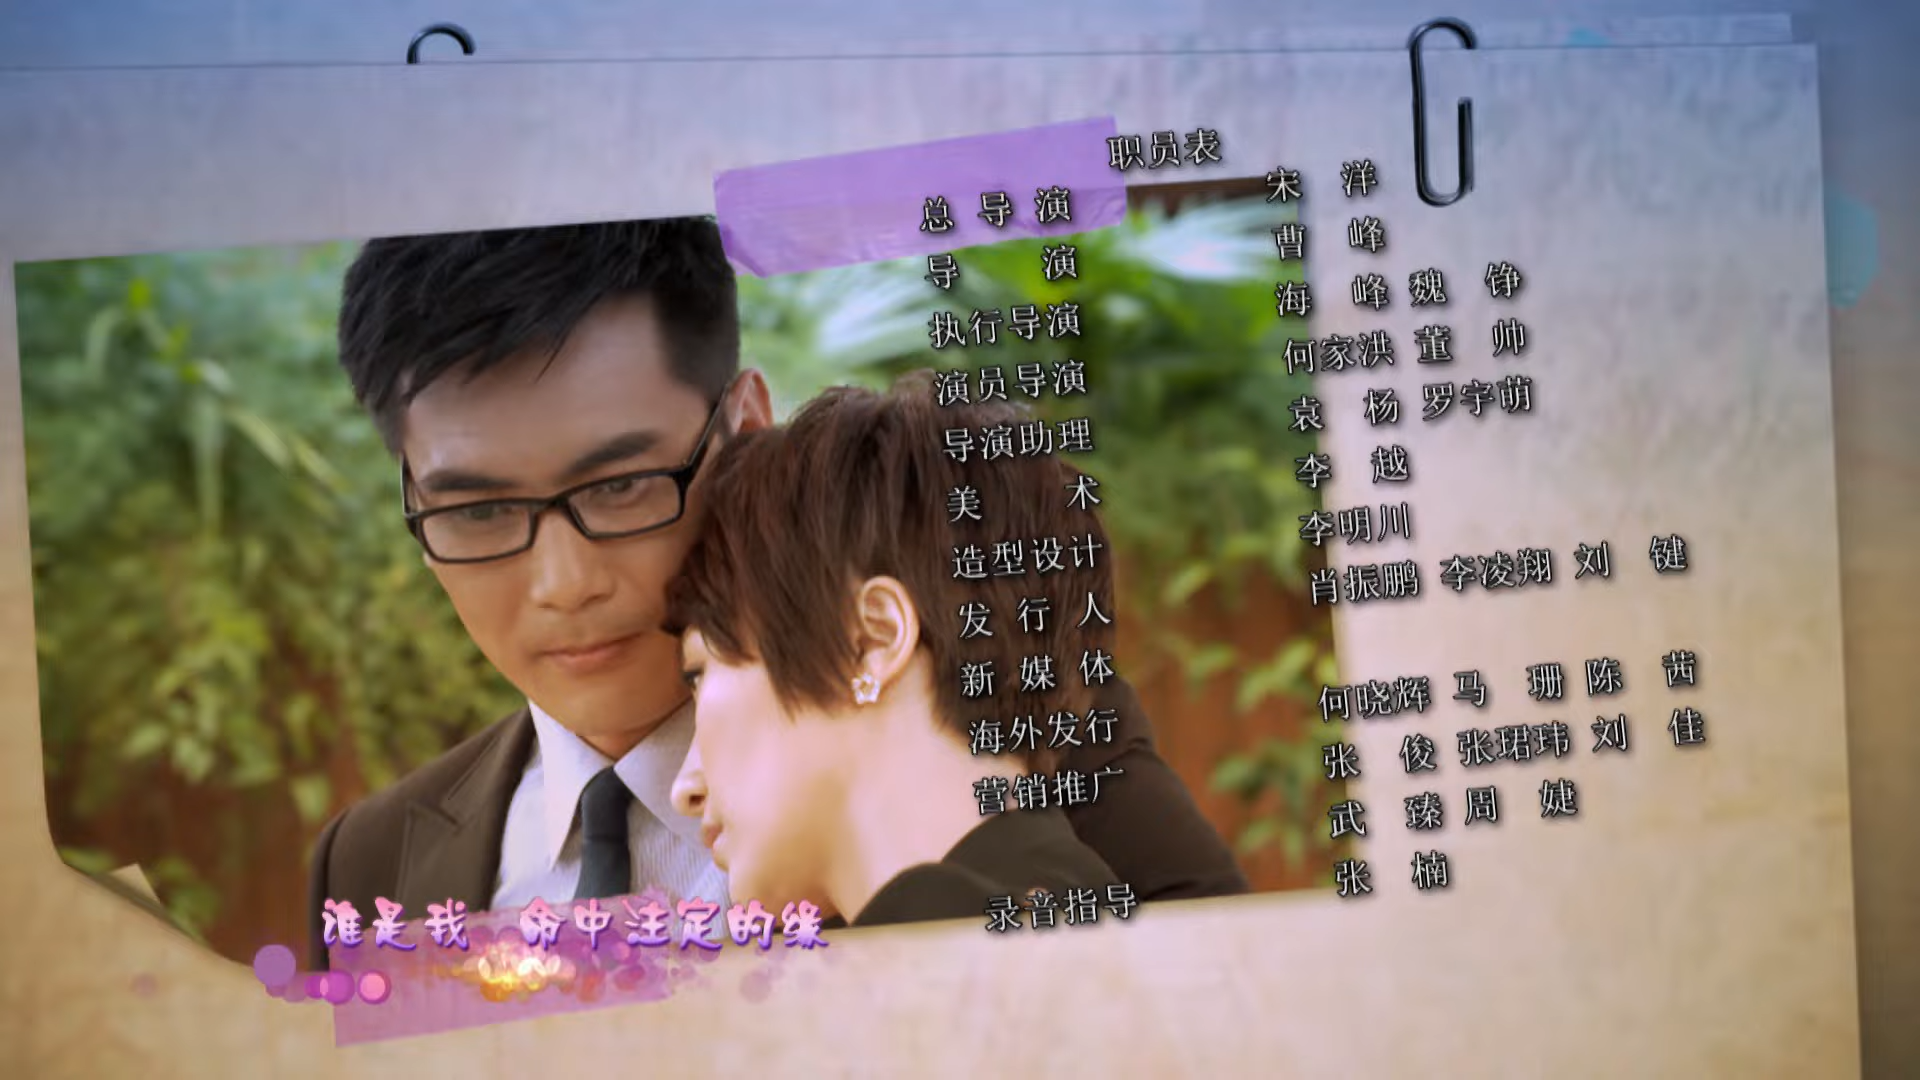 职员表
总 导 演 宋 洋
导 演 曹 峰
执行导演 海 峰 魏 铮
演员导演 何家洪 董 帅
导演助理 袁 杨 罗宇萌
美 术 李 越
造型设计 李明川
发 行 人 肖振鹏 李凌翔 刘 键
新 媒 体
海外发行 何晓辉 马 珊 陈 茜
营销推广 张 俊 张珺玮 刘 佳
武 臻 周 婕
录音指导 张 楠
谁是我 命中注定的缘